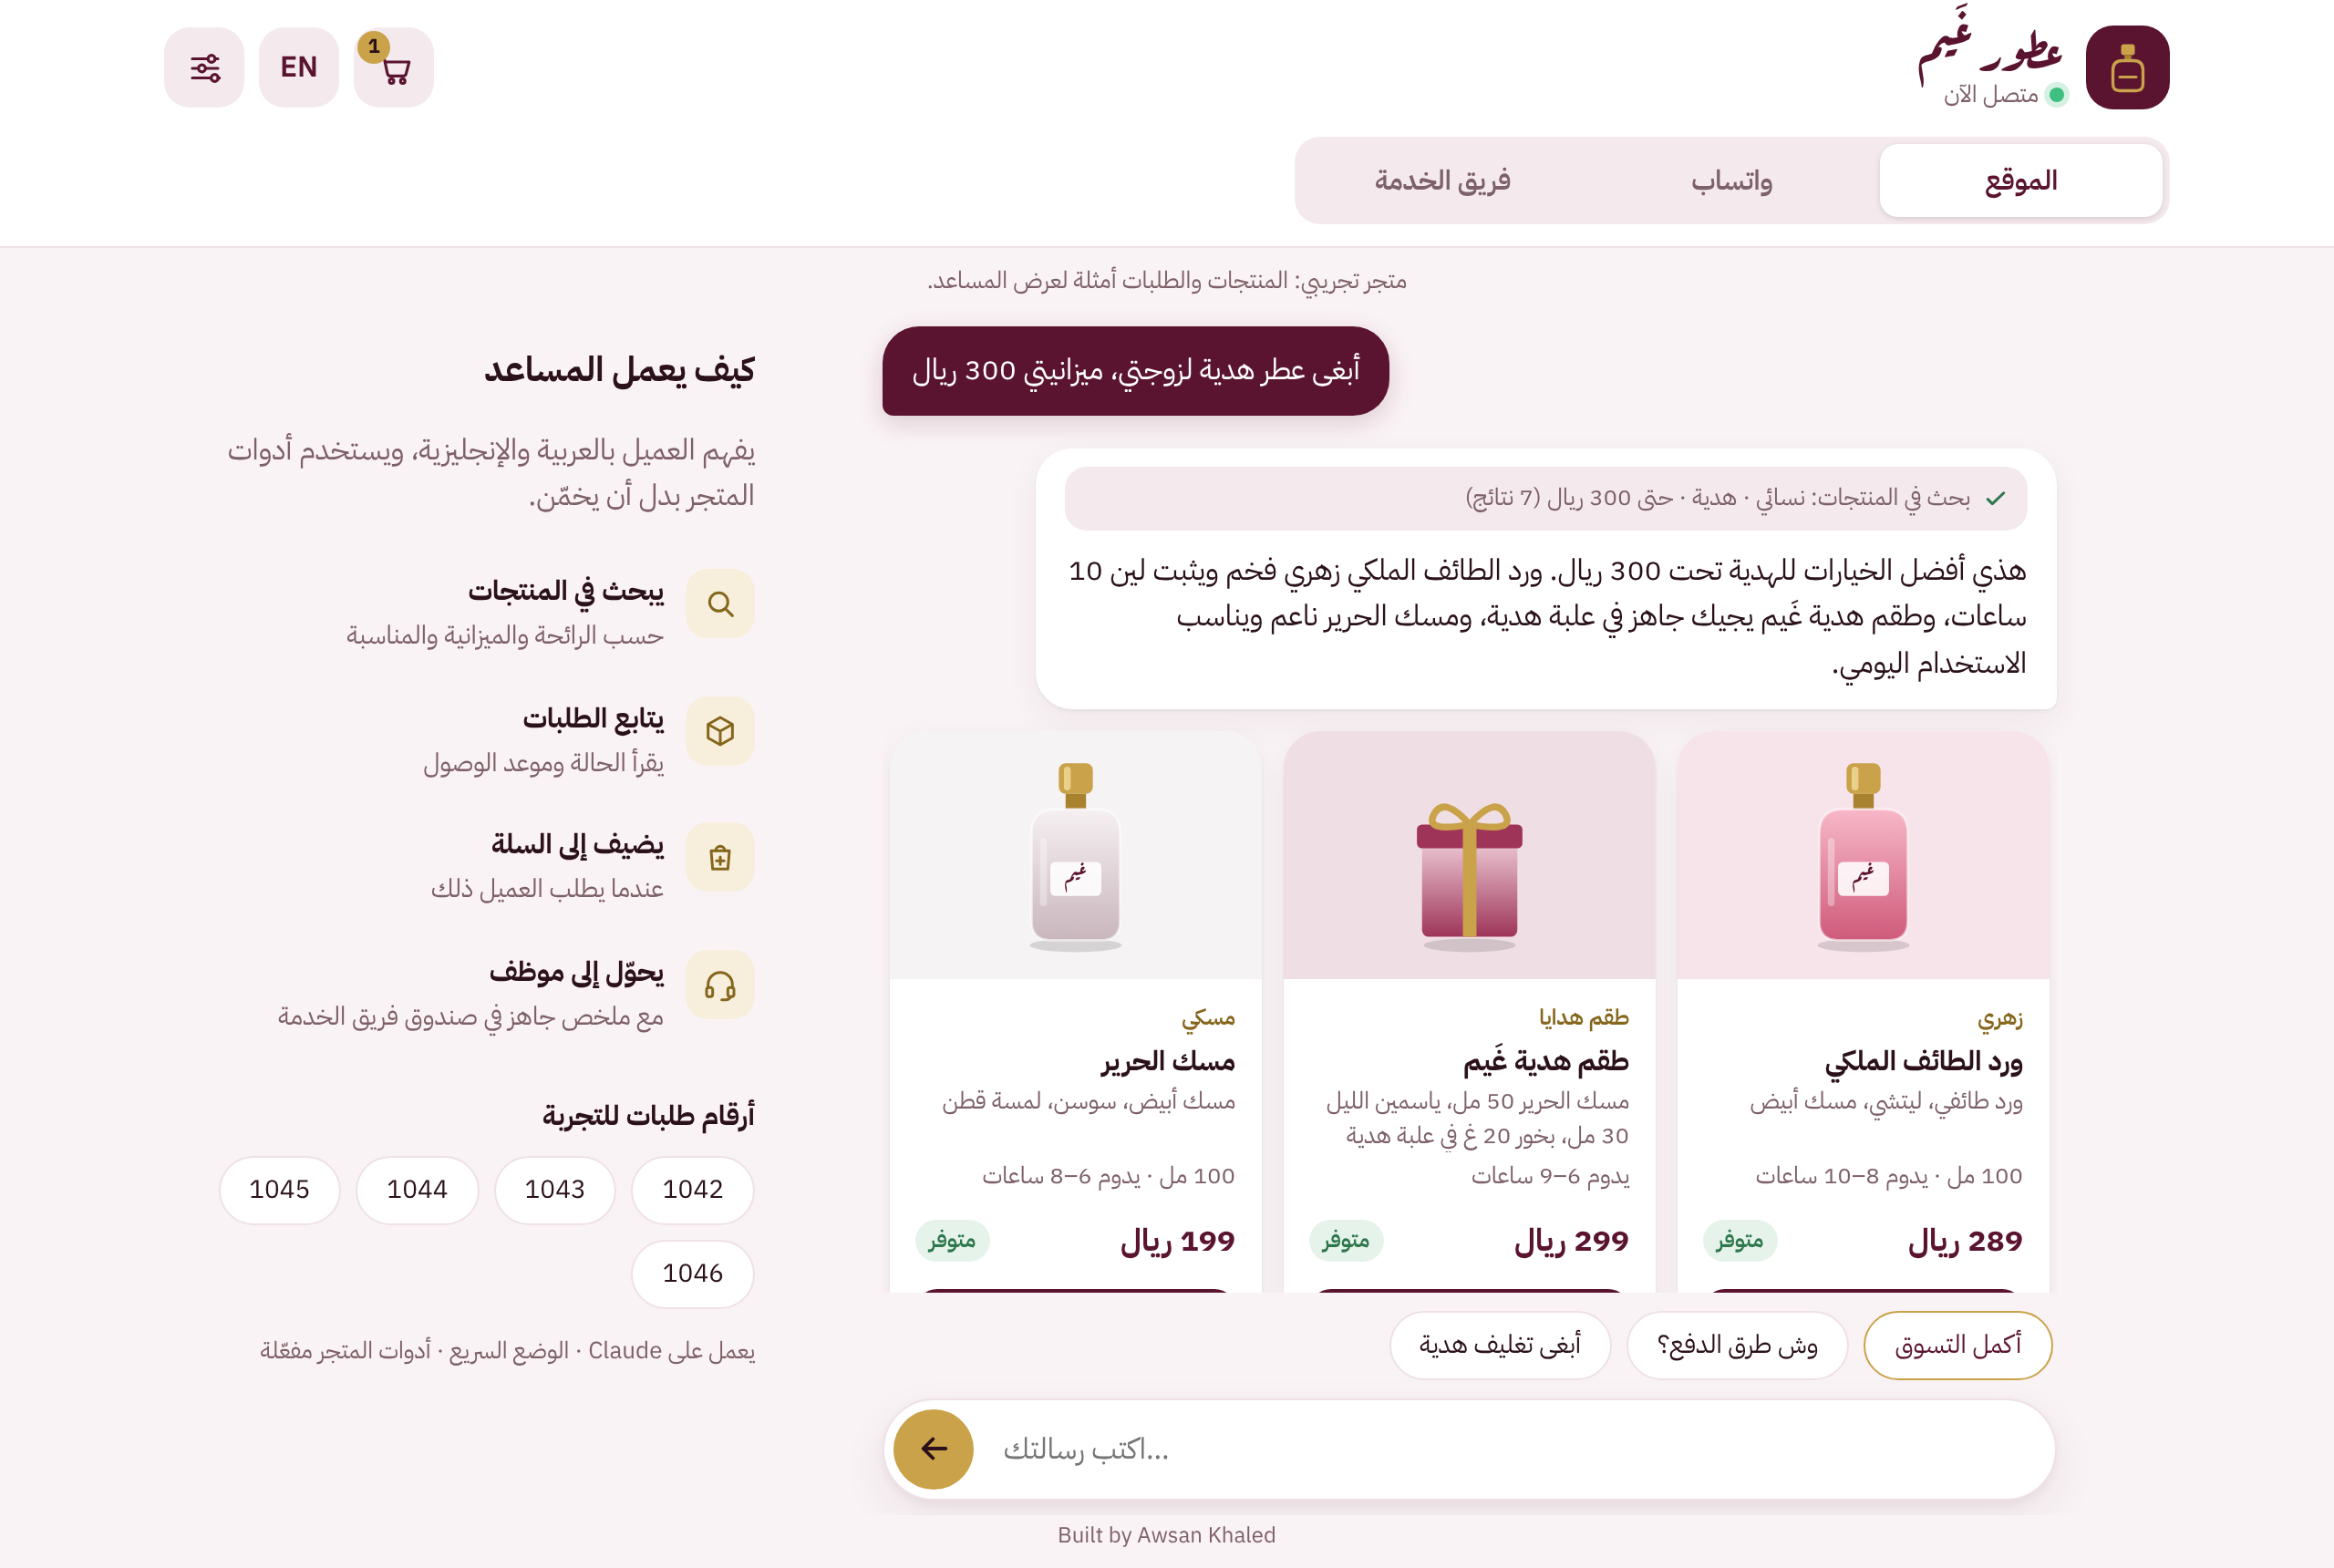 عطور غَيم
متصل الآن
1
EN
الموقع
واتساب
فريق الخدمة
متجر تجريبي: المنتجات والطلبات أمثلة لعرض المساعد.
أبغى عطر هدية لزوجتي، ميزانيتي 300 ريال
بحث في المنتجات: نسائي · هدية · حتى 300 ريال (7 نتائج)
هذي أفضل الخيارات للهدية تحت 300 ريال. ورد الطائف الملكي زهري فخم ويثبت لين 10
ساعات، وطقم هدية غَيم يجيك جاهز في علبة هدية، ومسك الحرير ناعم ويناسب
الاستخدام اليومي.
غيم
زهري
ورد الطائف الملكي
ورد طائفي، ليتشي، مسك أبيض
100 مل · يدوم 8–10 ساعات
289 ريال
متوفر
طقم هدايا
طقم هدية غَيم
مسك الحرير 50 مل، ياسمين الليل
30 مل، بخور 20 غ في علبة هدية
يدوم 6–9 ساعات
299 ريال
متوفر
غيم
مسكي
مسك الحرير
مسك أبيض، سوسن، لمسة قطن
100 مل · يدوم 6–8 ساعات
199 ريال
متوفر
أكمل التسوق
وش طرق الدفع؟
أبغى تغليف هدية
اكتب رسالتك...
كيف يعمل المساعد
يفهم العميل بالعربية والإنجليزية، ويستخدم أدوات
المتجر بدل أن يخمّن.
يبحث في المنتجات
حسب الرائحة والميزانية والمناسبة
يتابع الطلبات
يقرأ الحالة وموعد الوصول
يضيف إلى السلة
عندما يطلب العميل ذلك
يحوّل إلى موظف
مع ملخص جاهز في صندوق فريق الخدمة
أرقام طلبات للتجربة
1042
1043
1044
1045
1046
يعمل على Claude · الوضع السريع · أدوات المتجر مفعّلة
Built by Awsan Khaled